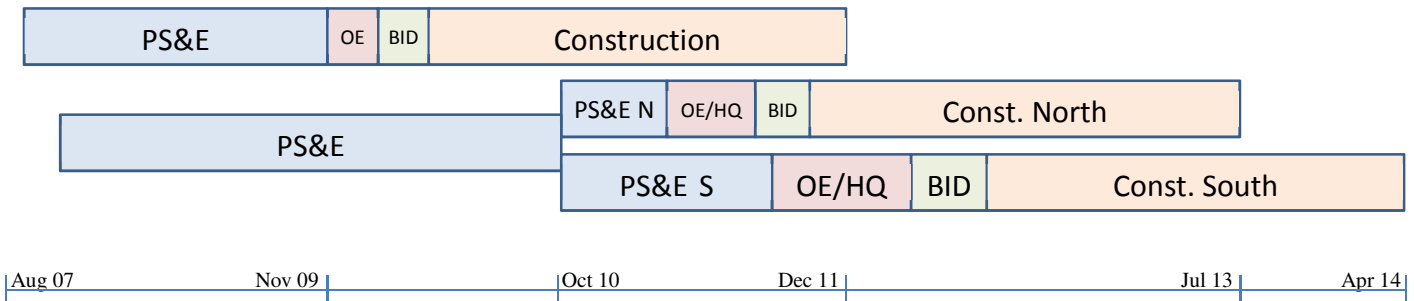 PS&E OE BID Construction
PS&E N OE/HQ BID Const. North
PS&E
PS&E S OE/HQ BID Const. South
Aug 07 Nov 09 Oct 10 Dec 11 Jul 13 Apr 14